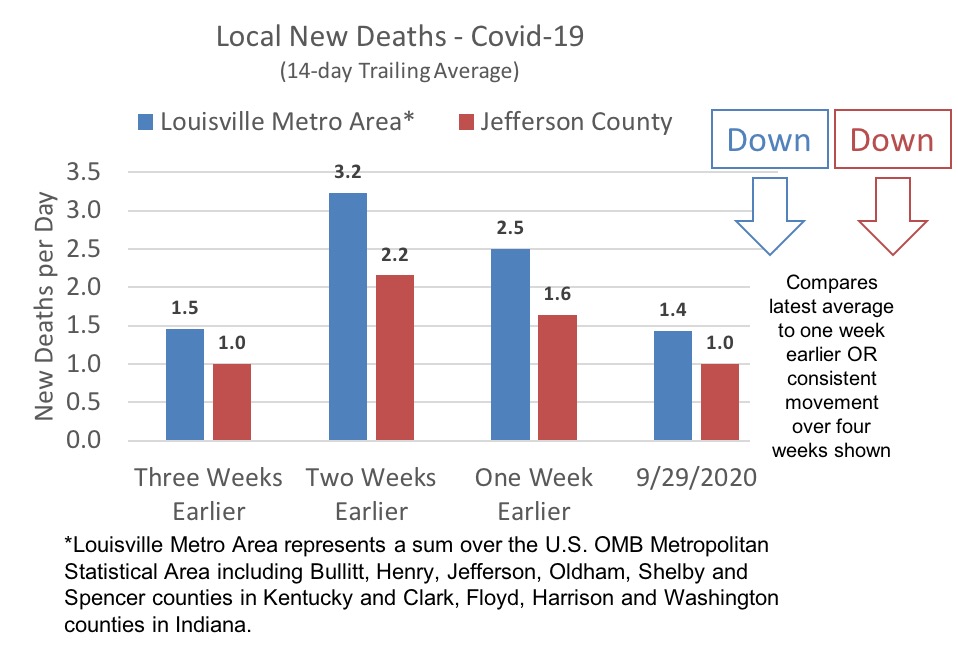 Local New Deaths - Covid-19
(14-day Trailing Average)
Louisville Metro Area*
Jefferson County
Down
Down
New Deaths per Day
3.5
3.0
2.5
2.0
1.5
1.0
0.5
0.0
1.5
1.0
3.2
2.2
2.5
1.6
1.4
1.0
Three Weeks
Earlier
Two Weeks
Earlier
One Week
Earlier
9/29/2020
Compares
latest average
to one week
earlier OR
consistent
movement
over four
weeks shown
*Louisville Metro Area represents a sum over the U.S. OMB Metropolitan
Statistical Area including Bullitt, Henry, Jefferson, Oldham, Shelby and
Spencer counties in Kentucky and Clark, Floyd, Harrison and Washington
counties in Indiana.